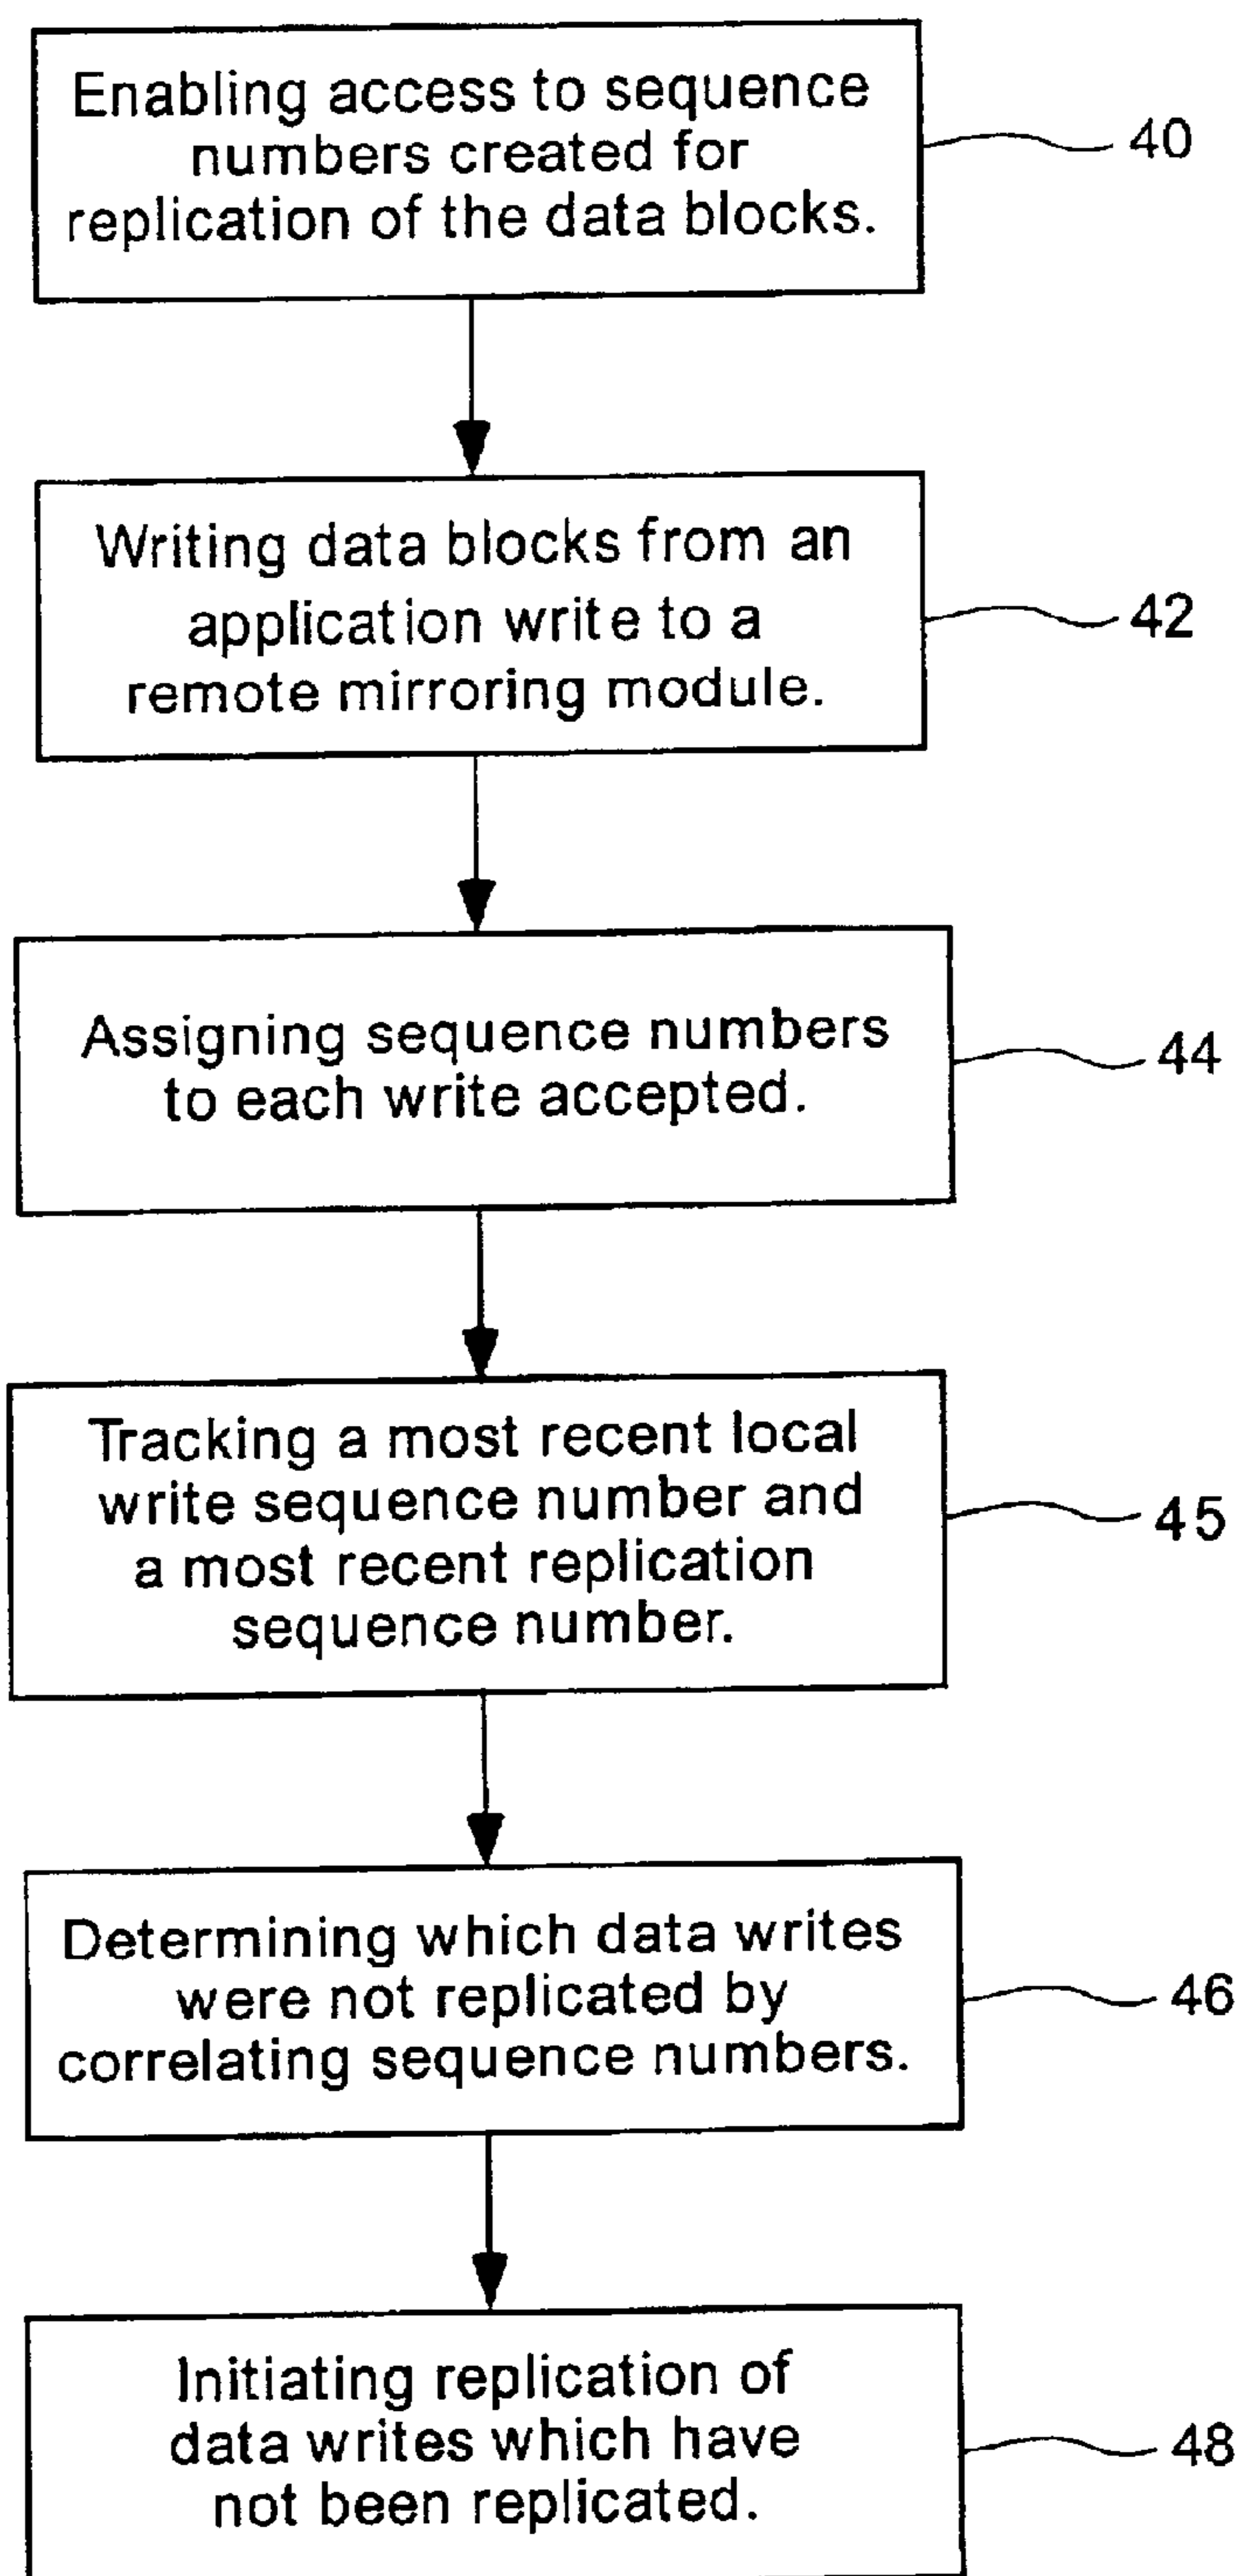 Enabling access to sequence
numbers created for
replication of the data blocks.
40
Writing data blocks from an
application write to a
remote mirroring module.
42
Assigning sequence numbers
to each write accepted.
44
Tracking a most recent local
write sequence number and
a most recent replication
sequence number.
45
Determining which data writes
were not replicated by
correlating sequence numbers.
46
Initiating replication of
data writes which have
not been replicated.
48